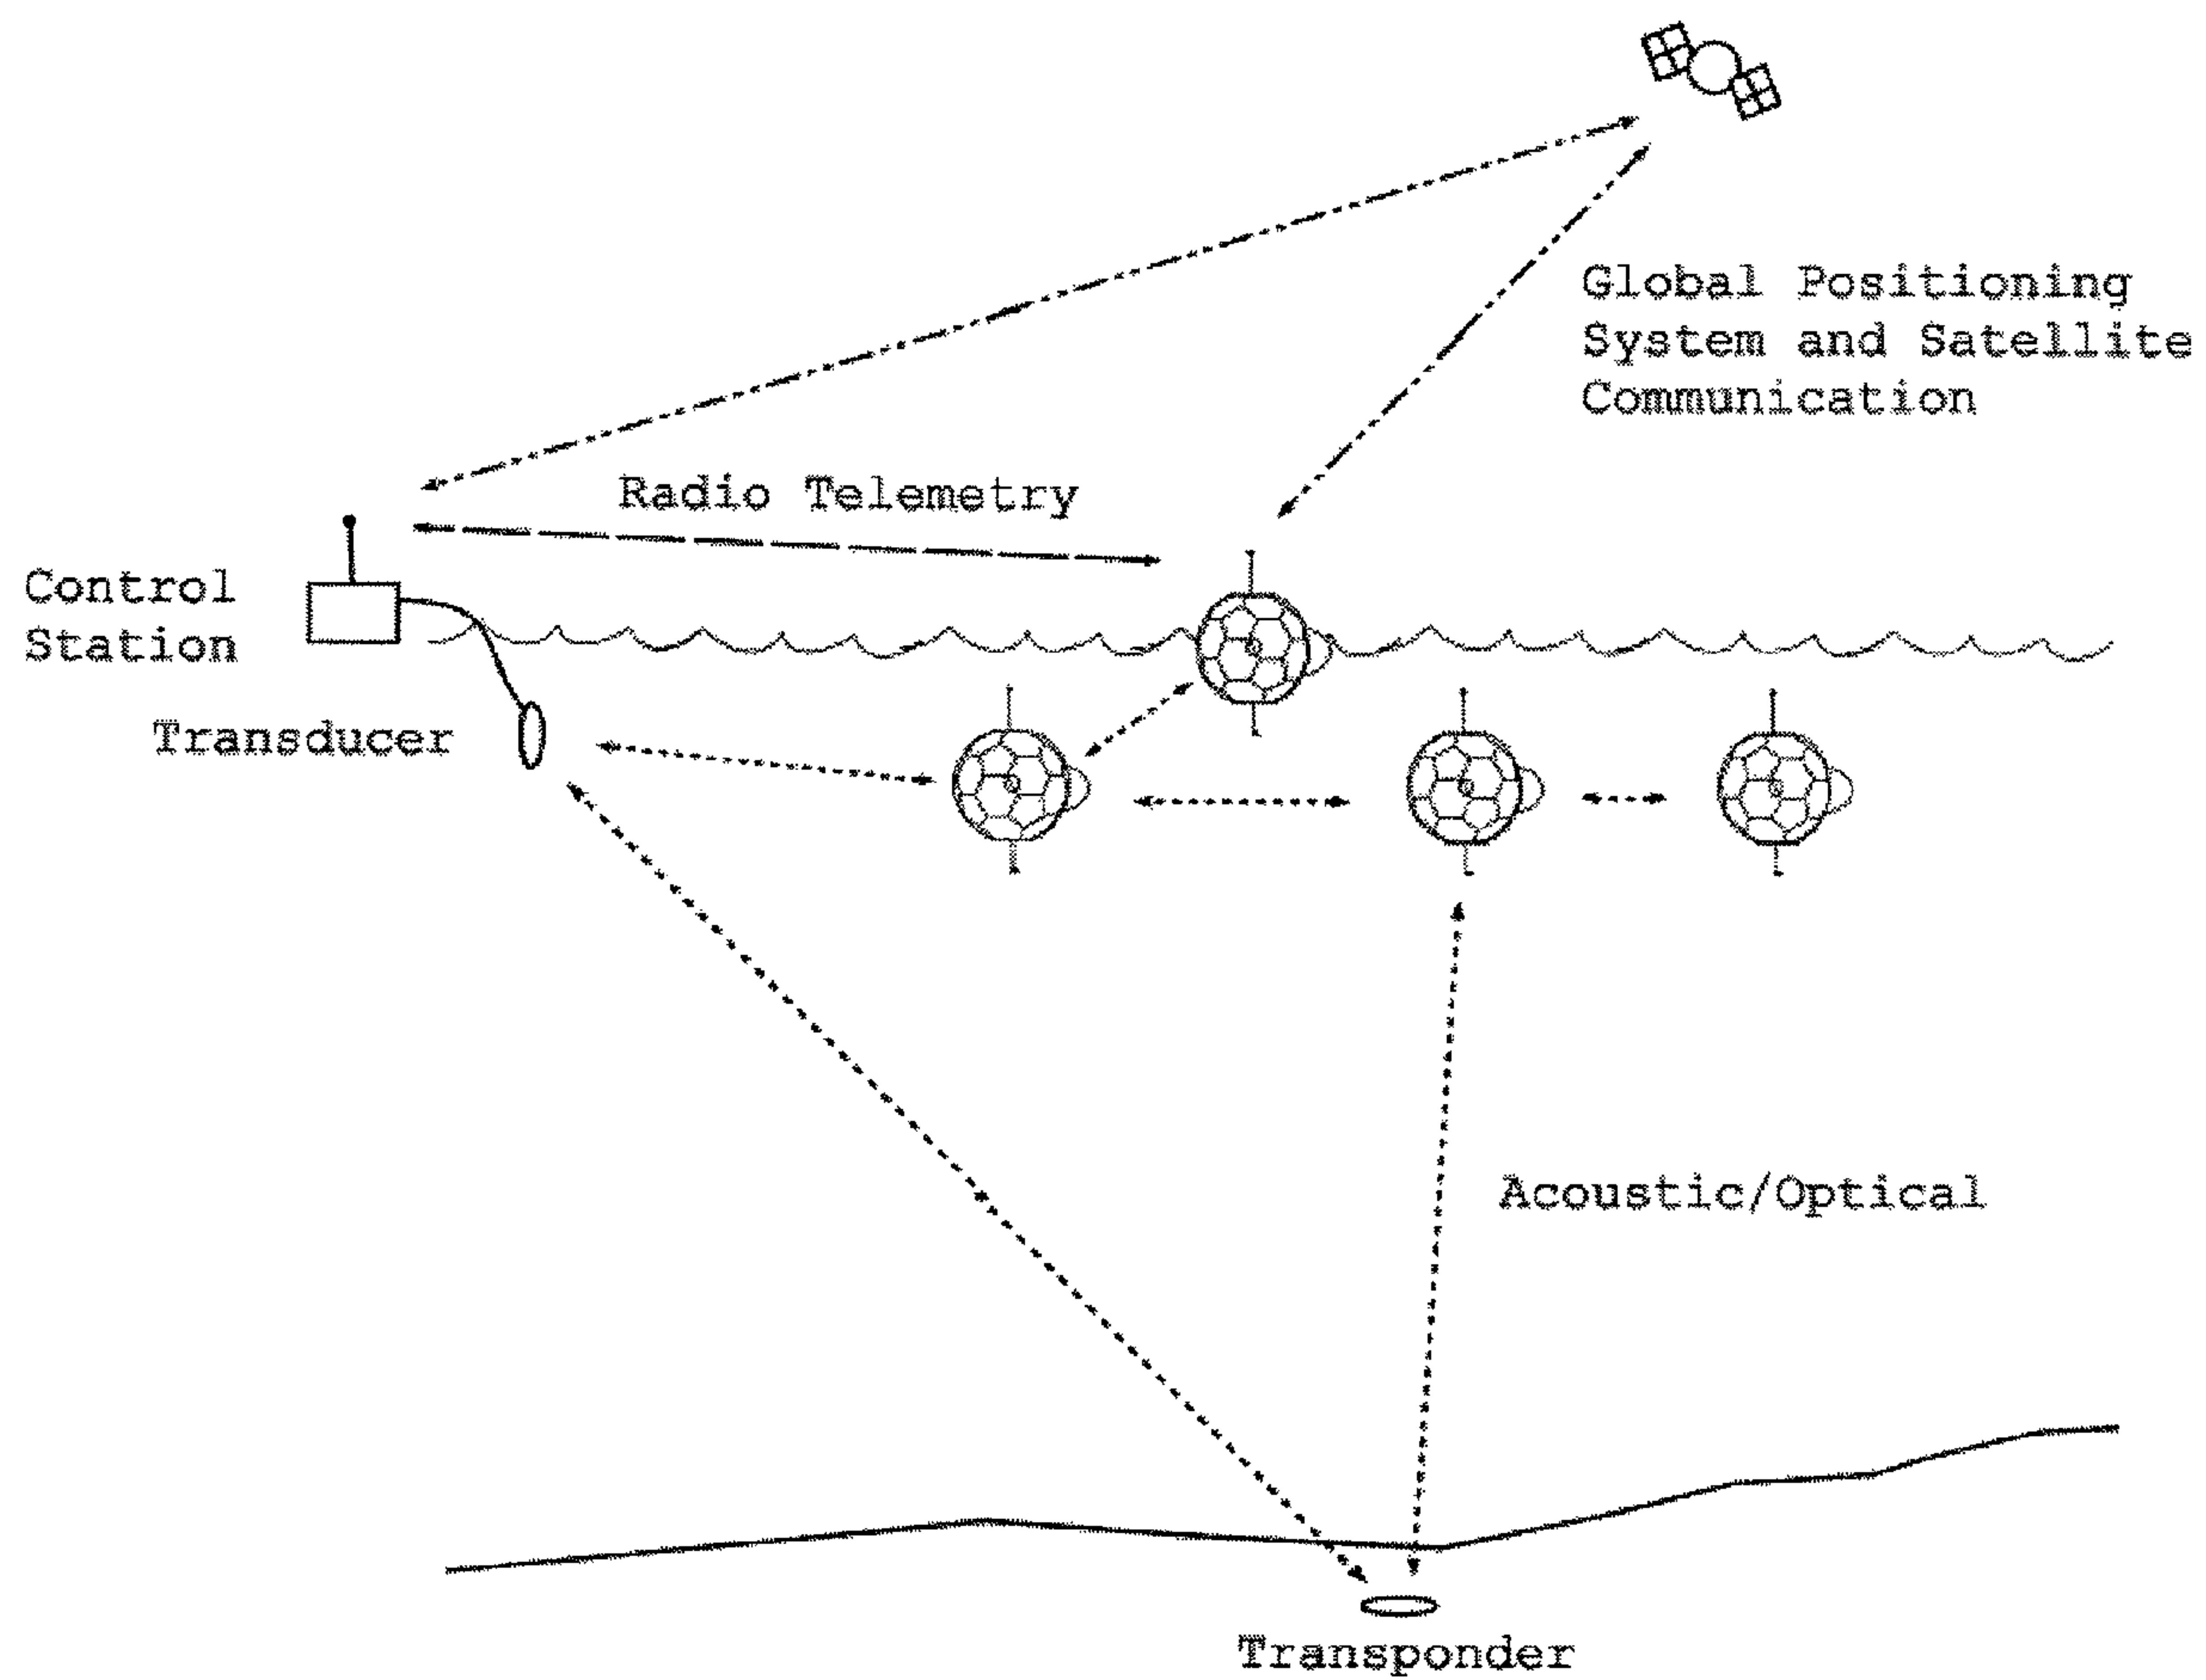 Global Positioning
System and Satellite
Communication
Radio Telemetry
Control
Station
Transducer
Acoustic/Optical
Transponder